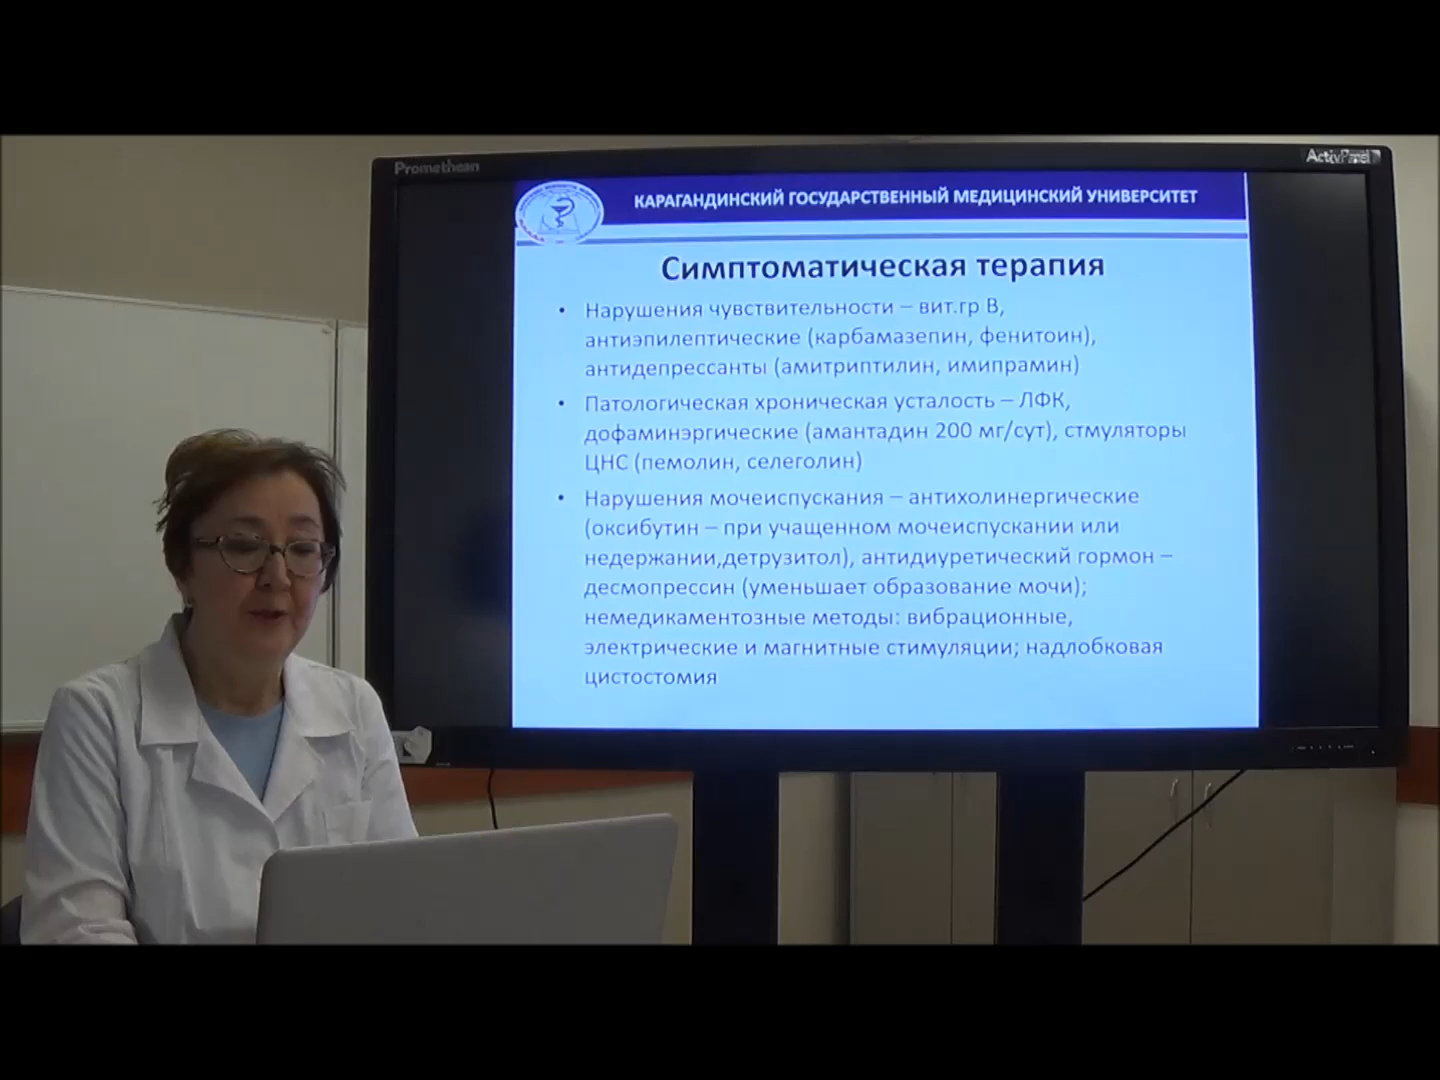 Promethean
ActivPanel
КАРАГАНДИНСКИЙ ГОСУДАРСТВЕННЫЙ МЕДИЦИНСКИЙ УНИВЕРСИТЕТ
Симптоматическая терапия
• Нарушения чувствительности – вит.гр В,
антиэпилептические (карбамазепин, фенитоин),
антидепрессанты (амитриптилин, имипрамин)
• Патологическая хроническая усталость – ЛФК,
дофаминэргические (амантадин 200 мг/сут), стмуляторы
ЦНС (пемолин, селеголин)
• Нарушения мочеиспускания – антихолинергические
(оксибутин – при учащенном мочеиспускании или
недержании,детрузитол), антидиуретический гормон –
десмопрессин (уменьшает образование мочи);
немедикаментозные методы: вибрационные,
электрические и магнитные стимуляции; надлобковая
цистостомия